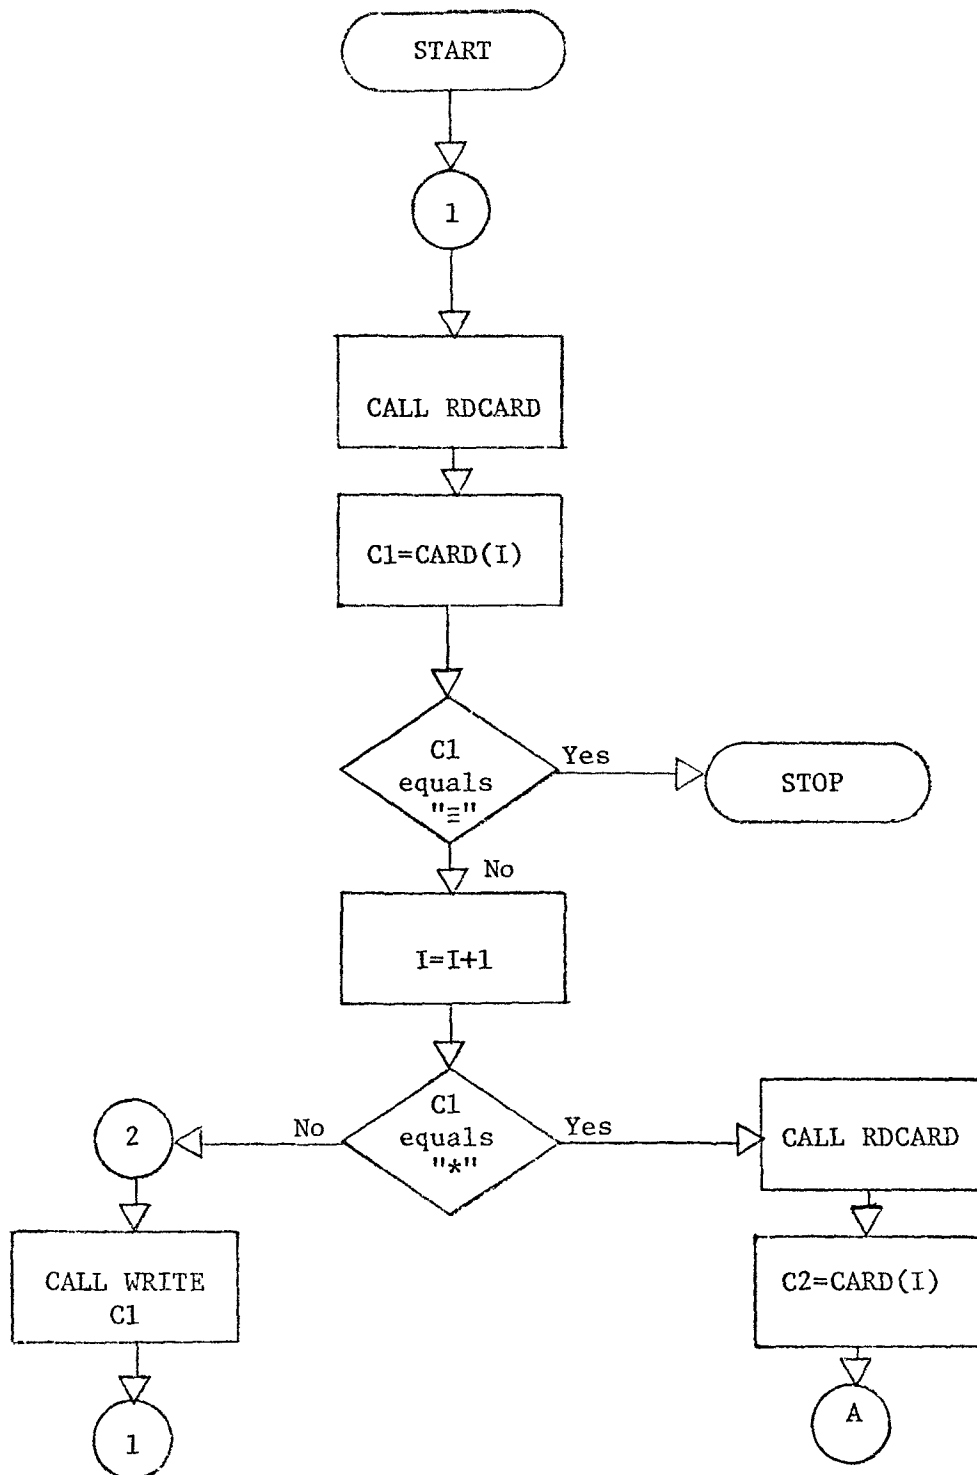 START
1
CALL RDCARD
C1=CARD(I)
C1
equals
"≡"
Yes
STOP
No
I=I+1
C1
equals
"*"
No
Yes
2
CALL RDCARD
CALL WRITE
C1
C2=CARD(I)
1
A